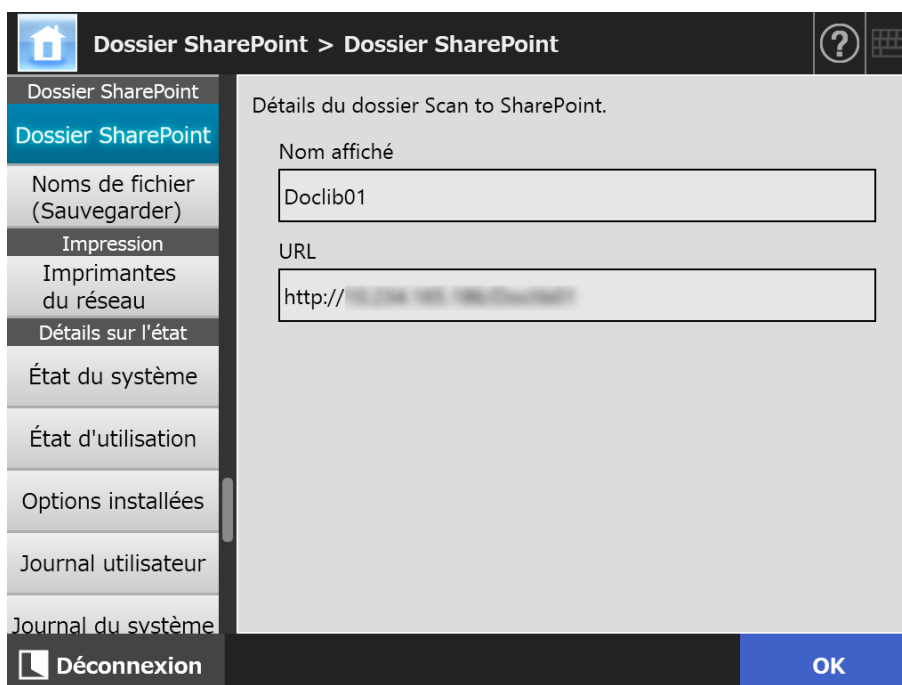 Dossier SharePoint > Dossier SharePoint
Dossier SharePoint
Dossier SharePoint
Noms de fichier
(Sauvegarder)
Impression
Imprimantes
du réseau
Détails sur l'état
État du système
État d'utilisation
Options installées
Journal utilisateur
Journal du système
Détails du dossier Scan to SharePoint.
Nom affiché
Doclib01
URL
http://
Déconnexion
OK